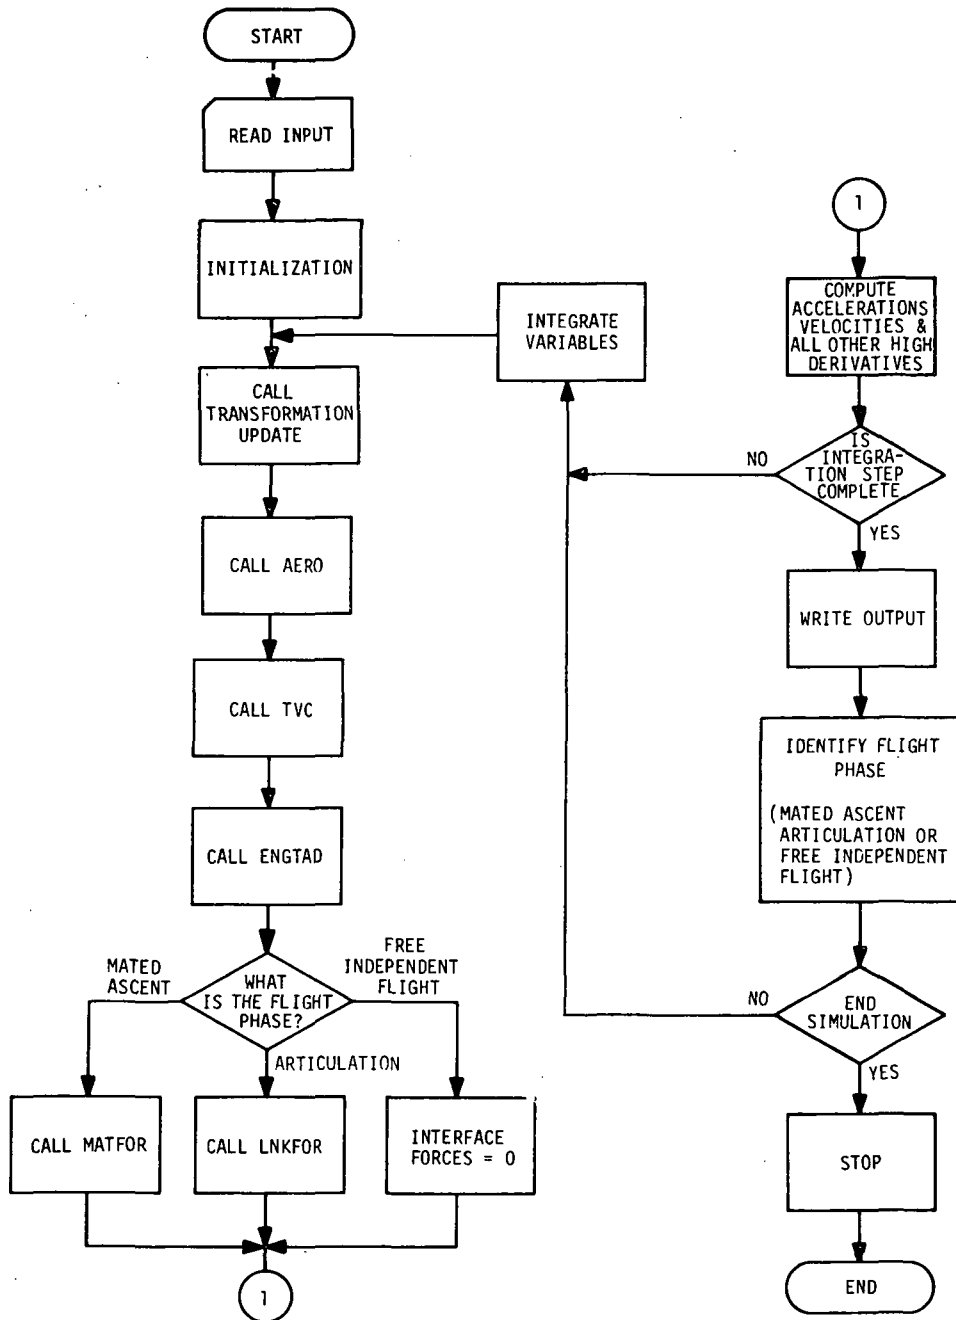 START
READ INPUT
INITIALIZATION
CALL
TRANSFORMATION
UPDATE
CALL AERO
CALL TVC
CALL ENGTAD
WHAT
IS THE FLIGHT
PHASE?
MATED
ASCENT
FREE
INDEPENDENT
FLIGHT
ARTICULATION
CALL MATFOR
CALL LNKFOR
INTERFACE
FORCES = 0
1
INTEGRATE
VARIABLES
1
COMPUTE
ACCELERATIONS
VELOCITIES &
ALL OTHER HIGH
DERIVATIVES
IS
INTEGRA-
TION STEP
COMPLETE
NO
YES
WRITE OUTPUT
IDENTIFY FLIGHT
PHASE
(MATED ASCENT
ARTICULATION OR
FREE INDEPENDENT
FLIGHT)
END
SIMULATION
NO
YES
STOP
END